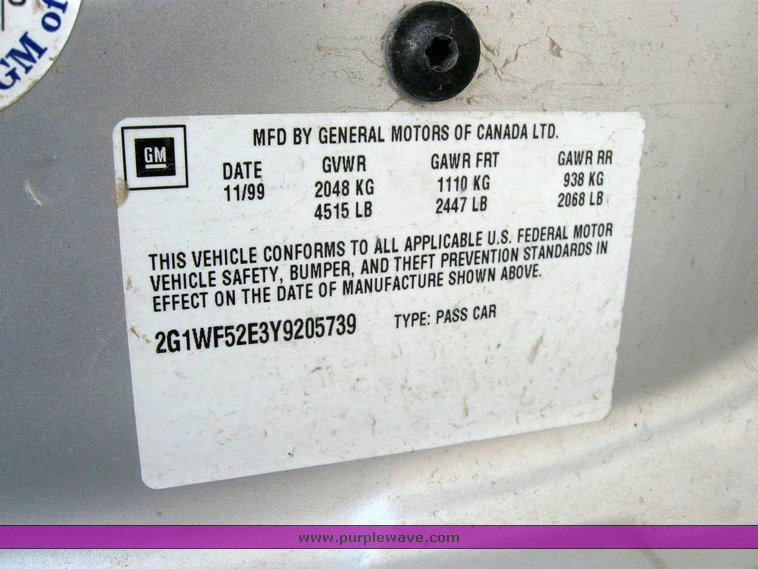 GM of
GM
MFD BY GENERAL MOTORS OF CANADA LTD.
DATE GVWR GAWR FRT GAWR RR
11/99 2048 KG 1110 KG 938 KG
4515 LB 2447 LB 2068 LB
THIS VEHICLE CONFORMS TO ALL APPLICABLE U.S. FEDERAL MOTOR
VEHICLE SAFETY, BUMPER, AND THEFT PREVENTION STANDARDS IN
EFFECT ON THE DATE OF MANUFACTURE SHOWN ABOVE.
2G1WF52E3Y9205739 TYPE: PASS CAR
www.purplewave.com